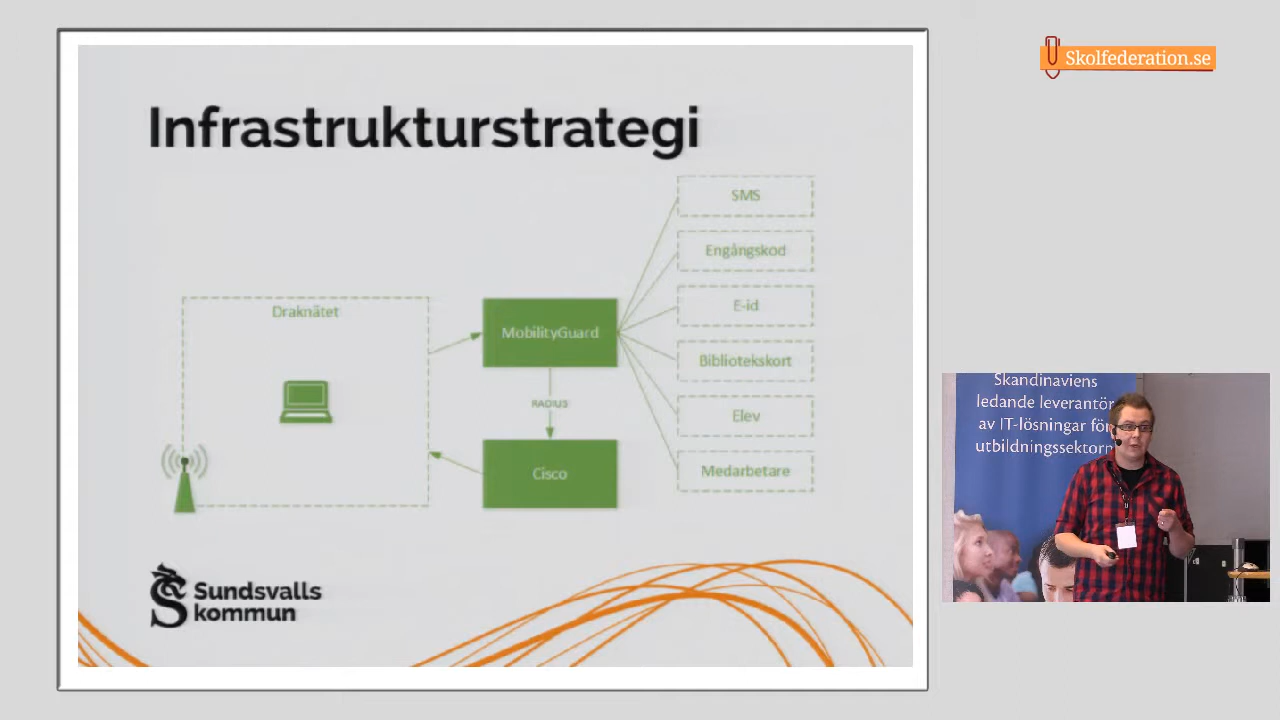 Skolfederation.se
Infrastrukturstrategi
SMS
Engångskod
E-id
Bibliotekskort
Elev
Medarbetare
Draknätet
MobilityGuard
RADIUS
Cisco
Sundsvalls
kommun
Skandinaviens
ledande leverantör
av IT-lösningar för
utbildningssektorn